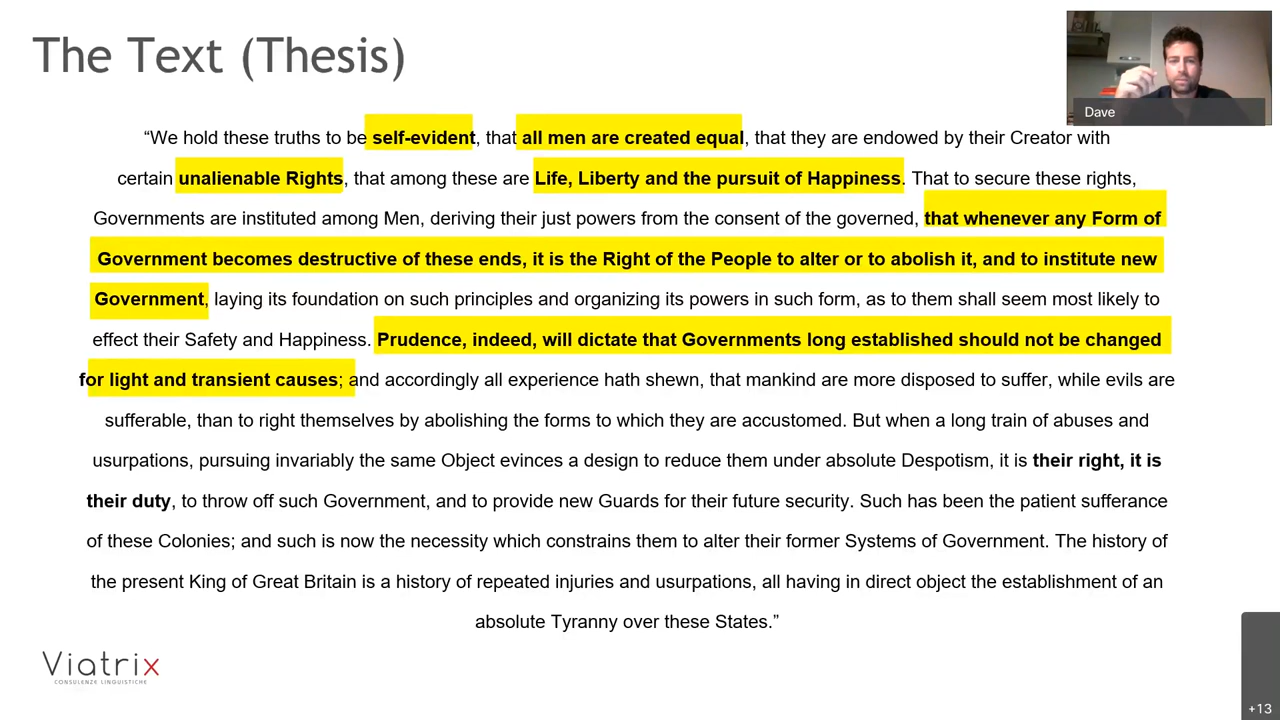 The Text (Thesis)
Dave
“We hold these truths to be self-evident, that all men are created equal, that they are endowed by their Creator with
certain unalienable Rights, that among these are Life, Liberty and the pursuit of Happiness. That to secure these rights,
Governments are instituted among Men, deriving their just powers from the consent of the governed, that whenever any Form of
Government becomes destructive of these ends, it is the Right of the People to alter or to abolish it, and to institute new
Government, laying its foundation on such principles and organizing its powers in such form, as to them shall seem most likely to
effect their Safety and Happiness. Prudence, indeed, will dictate that Governments long established should not be changed
for light and transient causes; and accordingly all experience hath shewn, that mankind are more disposed to suffer, while evils are
sufferable, than to right themselves by abolishing the forms to which they are accustomed. But when a long train of abuses and
usurpations, pursuing invariably the same Object evinces a design to reduce them under absolute Despotism, it is their right, it is
their duty, to throw off such Government, and to provide new Guards for their future security. Such has been the patient sufferance
of these Colonies; and such is now the necessity which constrains them to alter their former Systems of Government. The history of
the present King of Great Britain is a history of repeated injuries and usurpations, all having in direct object the establishment of an
absolute Tyranny over these States.”
Viatrix
CONSULENZE LINGUISTICHE
+13